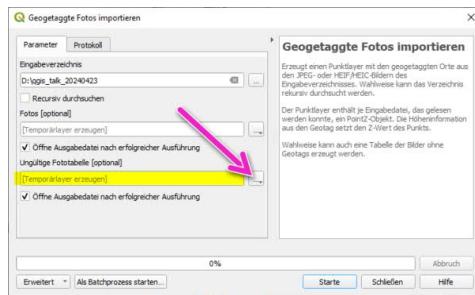 Geogetaggte Fotos importieren
Parameter
Protokoll
Eingabeverzeichnis
D:\qgis_talk_20240423
...
Recursiv durchsuchen
Fotos [optional]
[Temporärlayer erzeugen]
...
Öffne Ausgabedatei nach erfolgreicher Ausführung
Ungültige Fototabelle [optional]
[Temporärlayer erzeugen]
...
Öffne Ausgabedatei nach erfolgreicher Ausführung
Geogetaggte Fotos importieren
Erzeugt einen Punktlayer mit den geogetaggten Orte aus
den JPEG- oder HEIF/HEIC-Bildern des
Eingabeverzeichnisses. Wahlweise kann das Verzeichnis
rekursiv durchsucht werden.
Der Punktlayer enthält je Eingabedatei, das gelesen
werden konnte, ein PointZ-Objekt. Die Höheninformation
aus den Geotag setzt den Z-Wert des Punkts.
Wahlweise kann auch eine Tabelle der Bilder ohne
Geotags erzeugt werden.
0%
Abbruch
Erweitert
Als Batchprozess starten...
Starte
Schließen
Hilfe